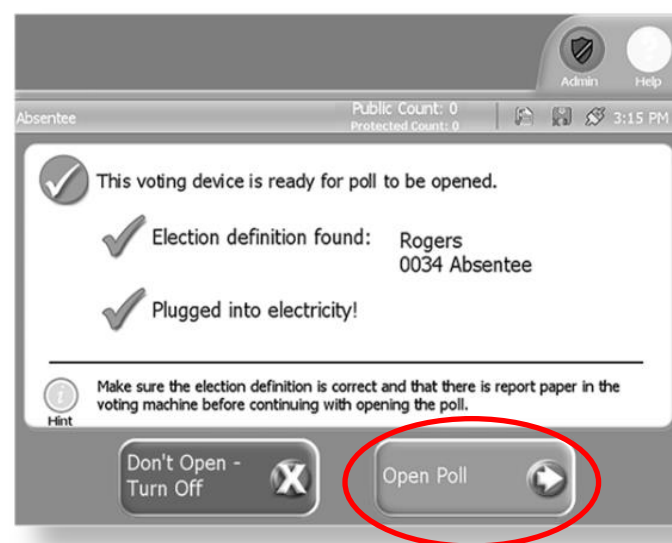 Admin
Help
Absentee
Public Count: 0
Protected Count: 0
3:15 PM
This voting device is ready for poll to be opened.
Election definition found:
Rogers
0034 Absentee
Plugged into electricity!
Hint
Make sure the election definition is correct and that there is report paper in the
voting machine before continuing with opening the poll.
Don't Open -
Turn Off
Open Poll